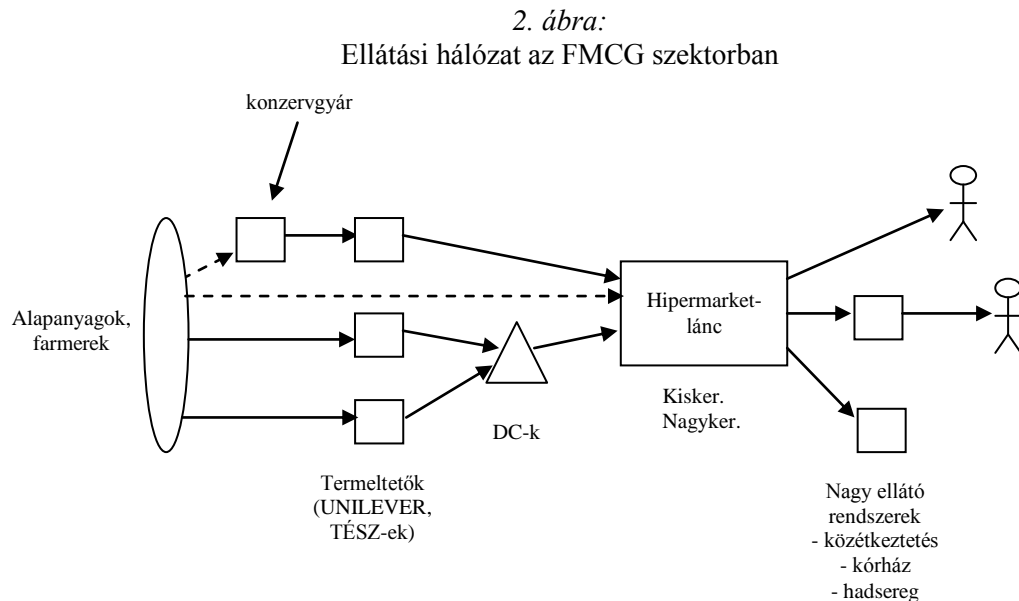 2. ábra:
Ellátási hálózat az FMCG szektorban
konzervgyár
Alapanyagok,
farmerek
Hipermarket-
lánc
Kisker.
Nagyker.
DC-k
Termeltetők
(UNILEVER,
TÉSZ-ek)
Nagy ellátó
rendszerek
- közétkeztetés
- kórház
- hadsereg